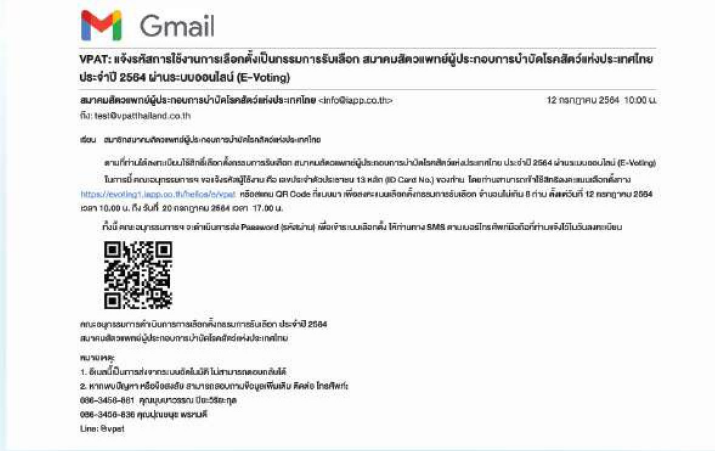 Gmail
VPAT: แจ้งรหัสการใช้งานการเลือกตั้งเป็นกรรมการรับเลือก สมาคมสัตวแพทย์ผู้ประกอบการบำบัดโรคสัตว์แห่งประเทศไทย
ประจำปี 2564 ผ่านระบบออนไลน์ (E-Voting)
สมาคมสัตวแพทย์ผู้ประกอบการบำบัดโรคสัตว์แห่งประเทศไทย <info@iapp.co.th> 12 กรกฎาคม 2564 10:00 น.
ถึง: test@vpatthailand.co.th
เรียน สมาชิกสมาคมสัตวแพทย์ผู้ประกอบการบำบัดโรคสัตว์แห่งประเทศไทย
ตามที่ท่านได้ลงทะเบียนใช้สิทธิ์เลือกตั้งกรรมการรับเลือก สมาคมสัตวแพทย์ผู้ประกอบการบำบัดโรคสัตว์แห่งประเทศไทย ประจำปี 2564 ผ่านระบบออนไลน์ (E-Voting)
ในการนี้ คณะอนุกรรมการฯ ขอแจ้งรหัสผู้ใช้งาน คือ เลขประจำตัวประชาชน 13 หลัก (ID Card No.) ของท่าน โดยท่านสามารถเข้าใช้สิทธิลงคะแนนเลือกตั้งทาง
https://evoting1.iapp.co.th/helios/e/vpat หรือสแกน QR Code ที่แนบมา เพื่อลงคะแนนเลือกตั้งกรรมการรับเลือก จำนวนไม่เกิน 8 ท่าน ตั้งแต่วันที่ 12 กรกฎาคม 2564
เวลา 10.00 น. ถึง วันที่ 20 กรกฎาคม 2564 เวลา 17.00 น.
ทั้งนี้ คณะอนุกรรมการฯ จะดำเนินการส่ง Password (รหัสผ่าน) เพื่อเข้าระบบเลือกตั้ง ให้ท่านทาง SMS ตามเบอร์โทรศัพท์มือถือที่ท่านแจ้งไว้ในวันลงทะเบียน
คณะอนุกรรมการดำเนินการการเลือกตั้งกรรมการรับเลือก ประจำปี 2564
สมาคมสัตวแพทย์ผู้ประกอบการบำบัดโรคสัตว์แห่งประเทศไทย
หมายเหตุ:
1. อีเมลนี้เป็นการส่งจากระบบอัตโนมัติ ไม่สามารถตอบกลับได้
2. หากพบปัญหา หรือข้อสงสัย สามารถสอบถามข้อมูลเพิ่มเติม ติดต่อ โทรศัพท์:
086-3456-861 คุณบุษบาวรรณ
086-3456-836 คุณปุณยนุช พรหมดี
Line: @vpat